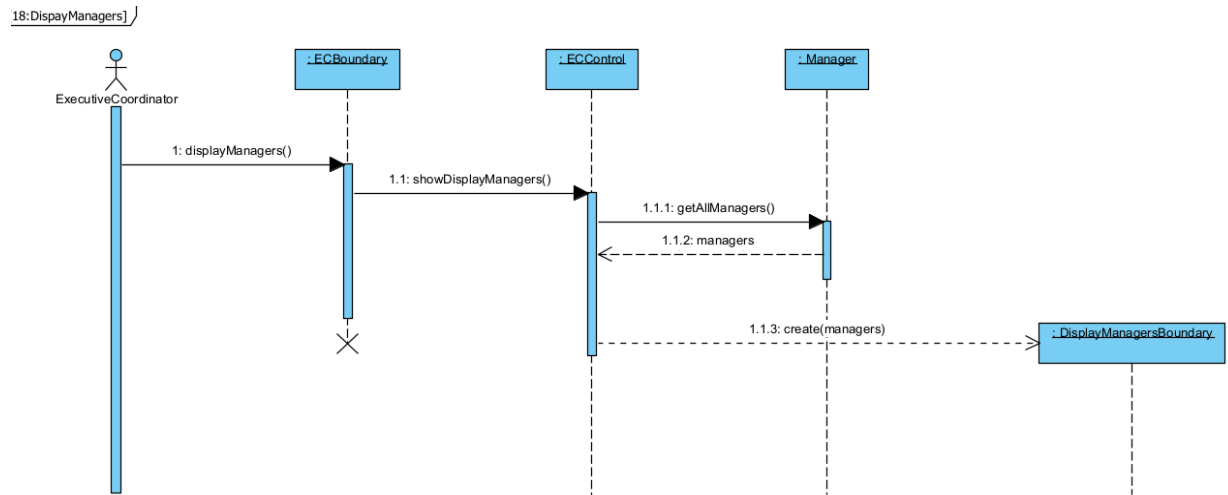 18:DispayManagers]
: ECBoundary
: ECControl
: Manager
ExecutiveCoordinator
1: displayManagers()
1.1: showDisplayManagers()
1.1.1: getAllManagers()
1.1.2: managers
1.1.3: create(managers)
: DisplayManagersBoundary